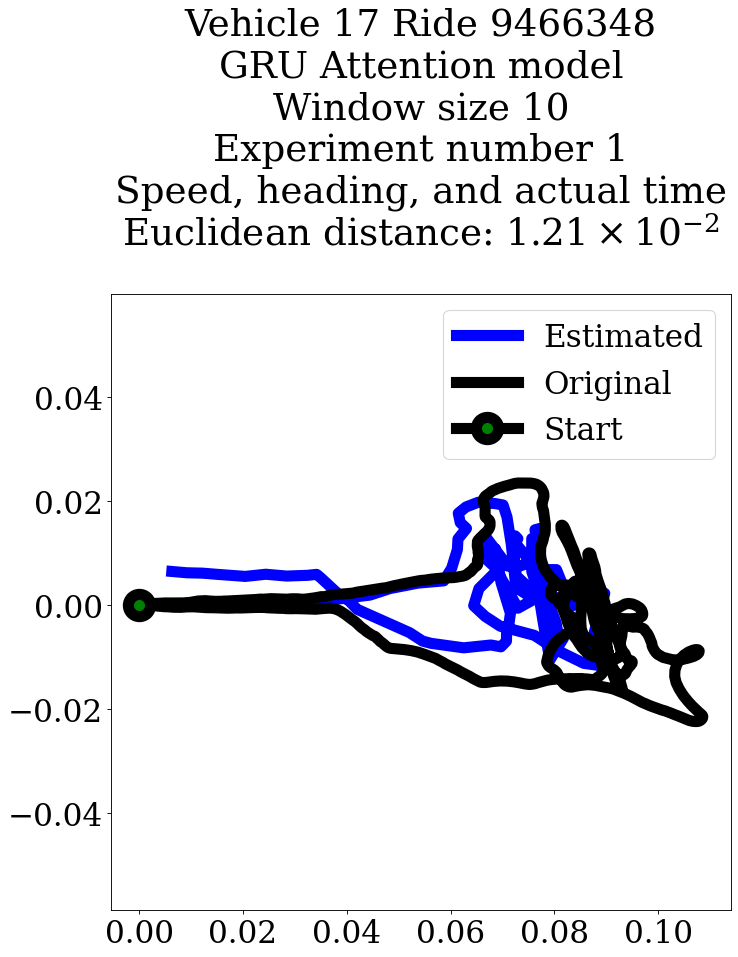 Vehicle 17 Ride 9466348
GRU Attention model
Window size 10
Experiment number 1
Speed, heading, and actual time
Euclidean distance: 1.21 × 10⁻²
Estimated
Original
Start
0.04
0.02
0.00
−0.02
−0.04
0.00 0.02 0.04 0.06 0.08 0.10